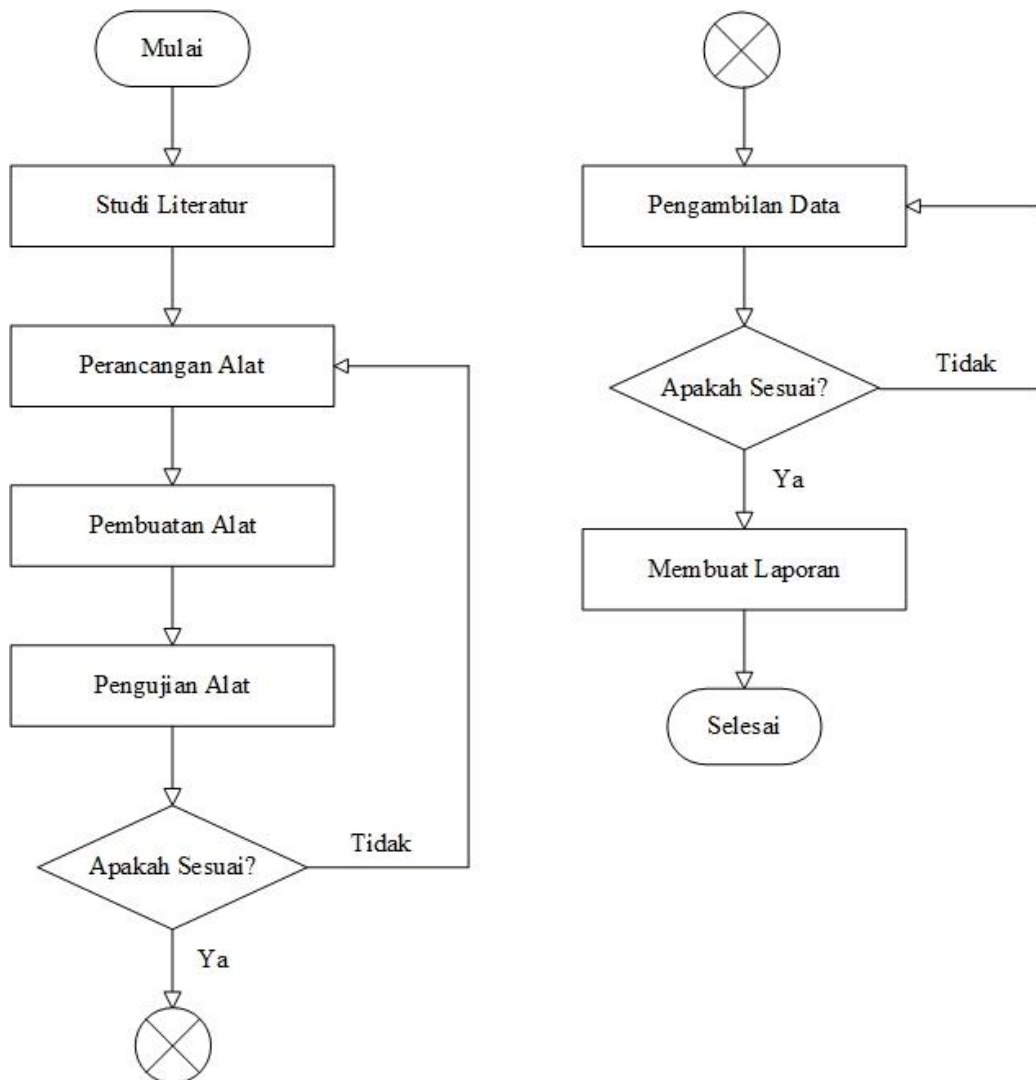 Mulai
Studi Literatur
Perancangan Alat
Pembuatan Alat
Pengujian Alat
Apakah Sesuai?
Tidak
Ya
Pengambilan Data
Apakah Sesuai?
Tidak
Ya
Membuat Laporan
Selesai